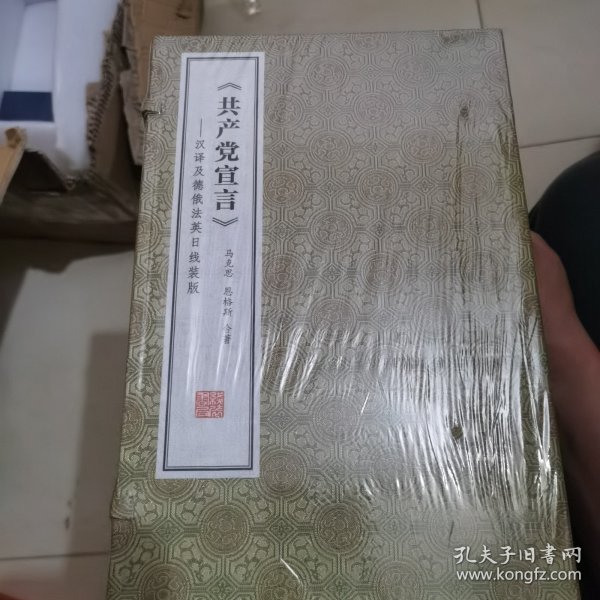 《共产党宣言》
——汉译及德俄法英日线装版
马克思 恩格斯 合著
孔夫子旧書网
www.kongfz.com